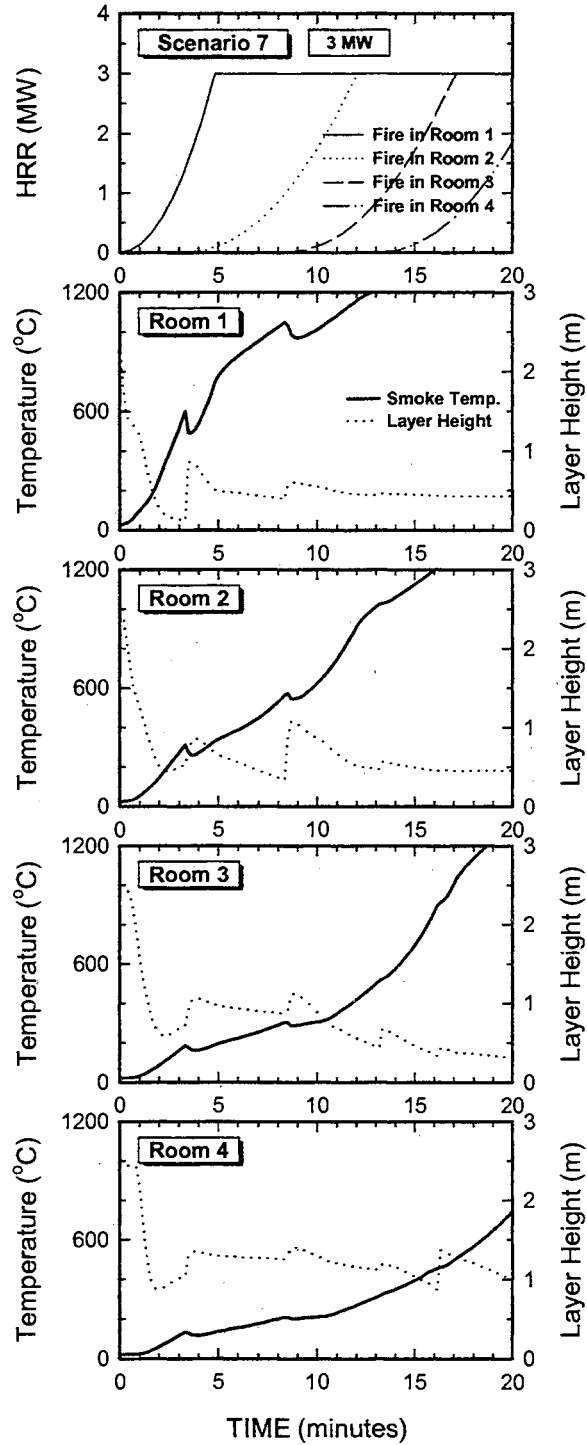 Scenario 7 3 MW
HRR (MW)
4
3
2
1
0
Fire in Room 1
Fire in Room 2
Fire in Room 3
Fire in Room 4
0 5 10 15 20
Temperature (°C)
1200
600
0
Room 1
Smoke Temp.
Layer Height
3
2
1
0
Layer Height (m)
0 5 10 15 20
Temperature (°C)
1200
600
0
Room 2
3
2
1
0
Layer Height (m)
0 5 10 15 20
Temperature (°C)
1200
600
0
Room 3
3
2
1
0
Layer Height (m)
0 5 10 15 20
Temperature (°C)
1200
600
0
Room 4
3
2
1
0
Layer Height (m)
0 5 10 15 20
TIME (minutes)